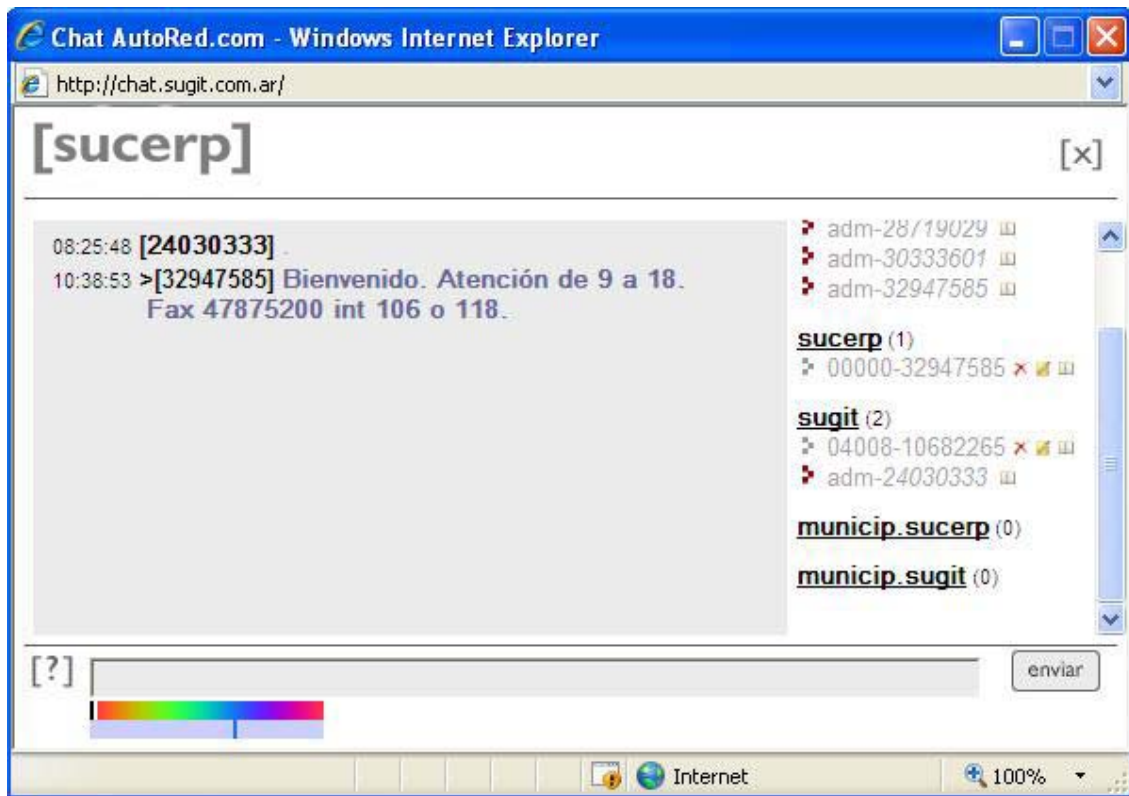 Chat AutoRed.com - Windows Internet Explorer
http://chat.sugit.com.ar/
[sucerp]
[x]
08:25:48 [24030333] .
10:38:53 >[32947585] Bienvenido. Atención de 9 a 18.
Fax 47875200 int 106 o 118.
adm-28719029
adm-30333601
adm-32947585
sucerp (1)
00000-32947585
sugit (2)
04008-10682265
adm-24030333
municip.sucerp (0)
municip.sugit (0)
[?]
enviar
Internet
100%